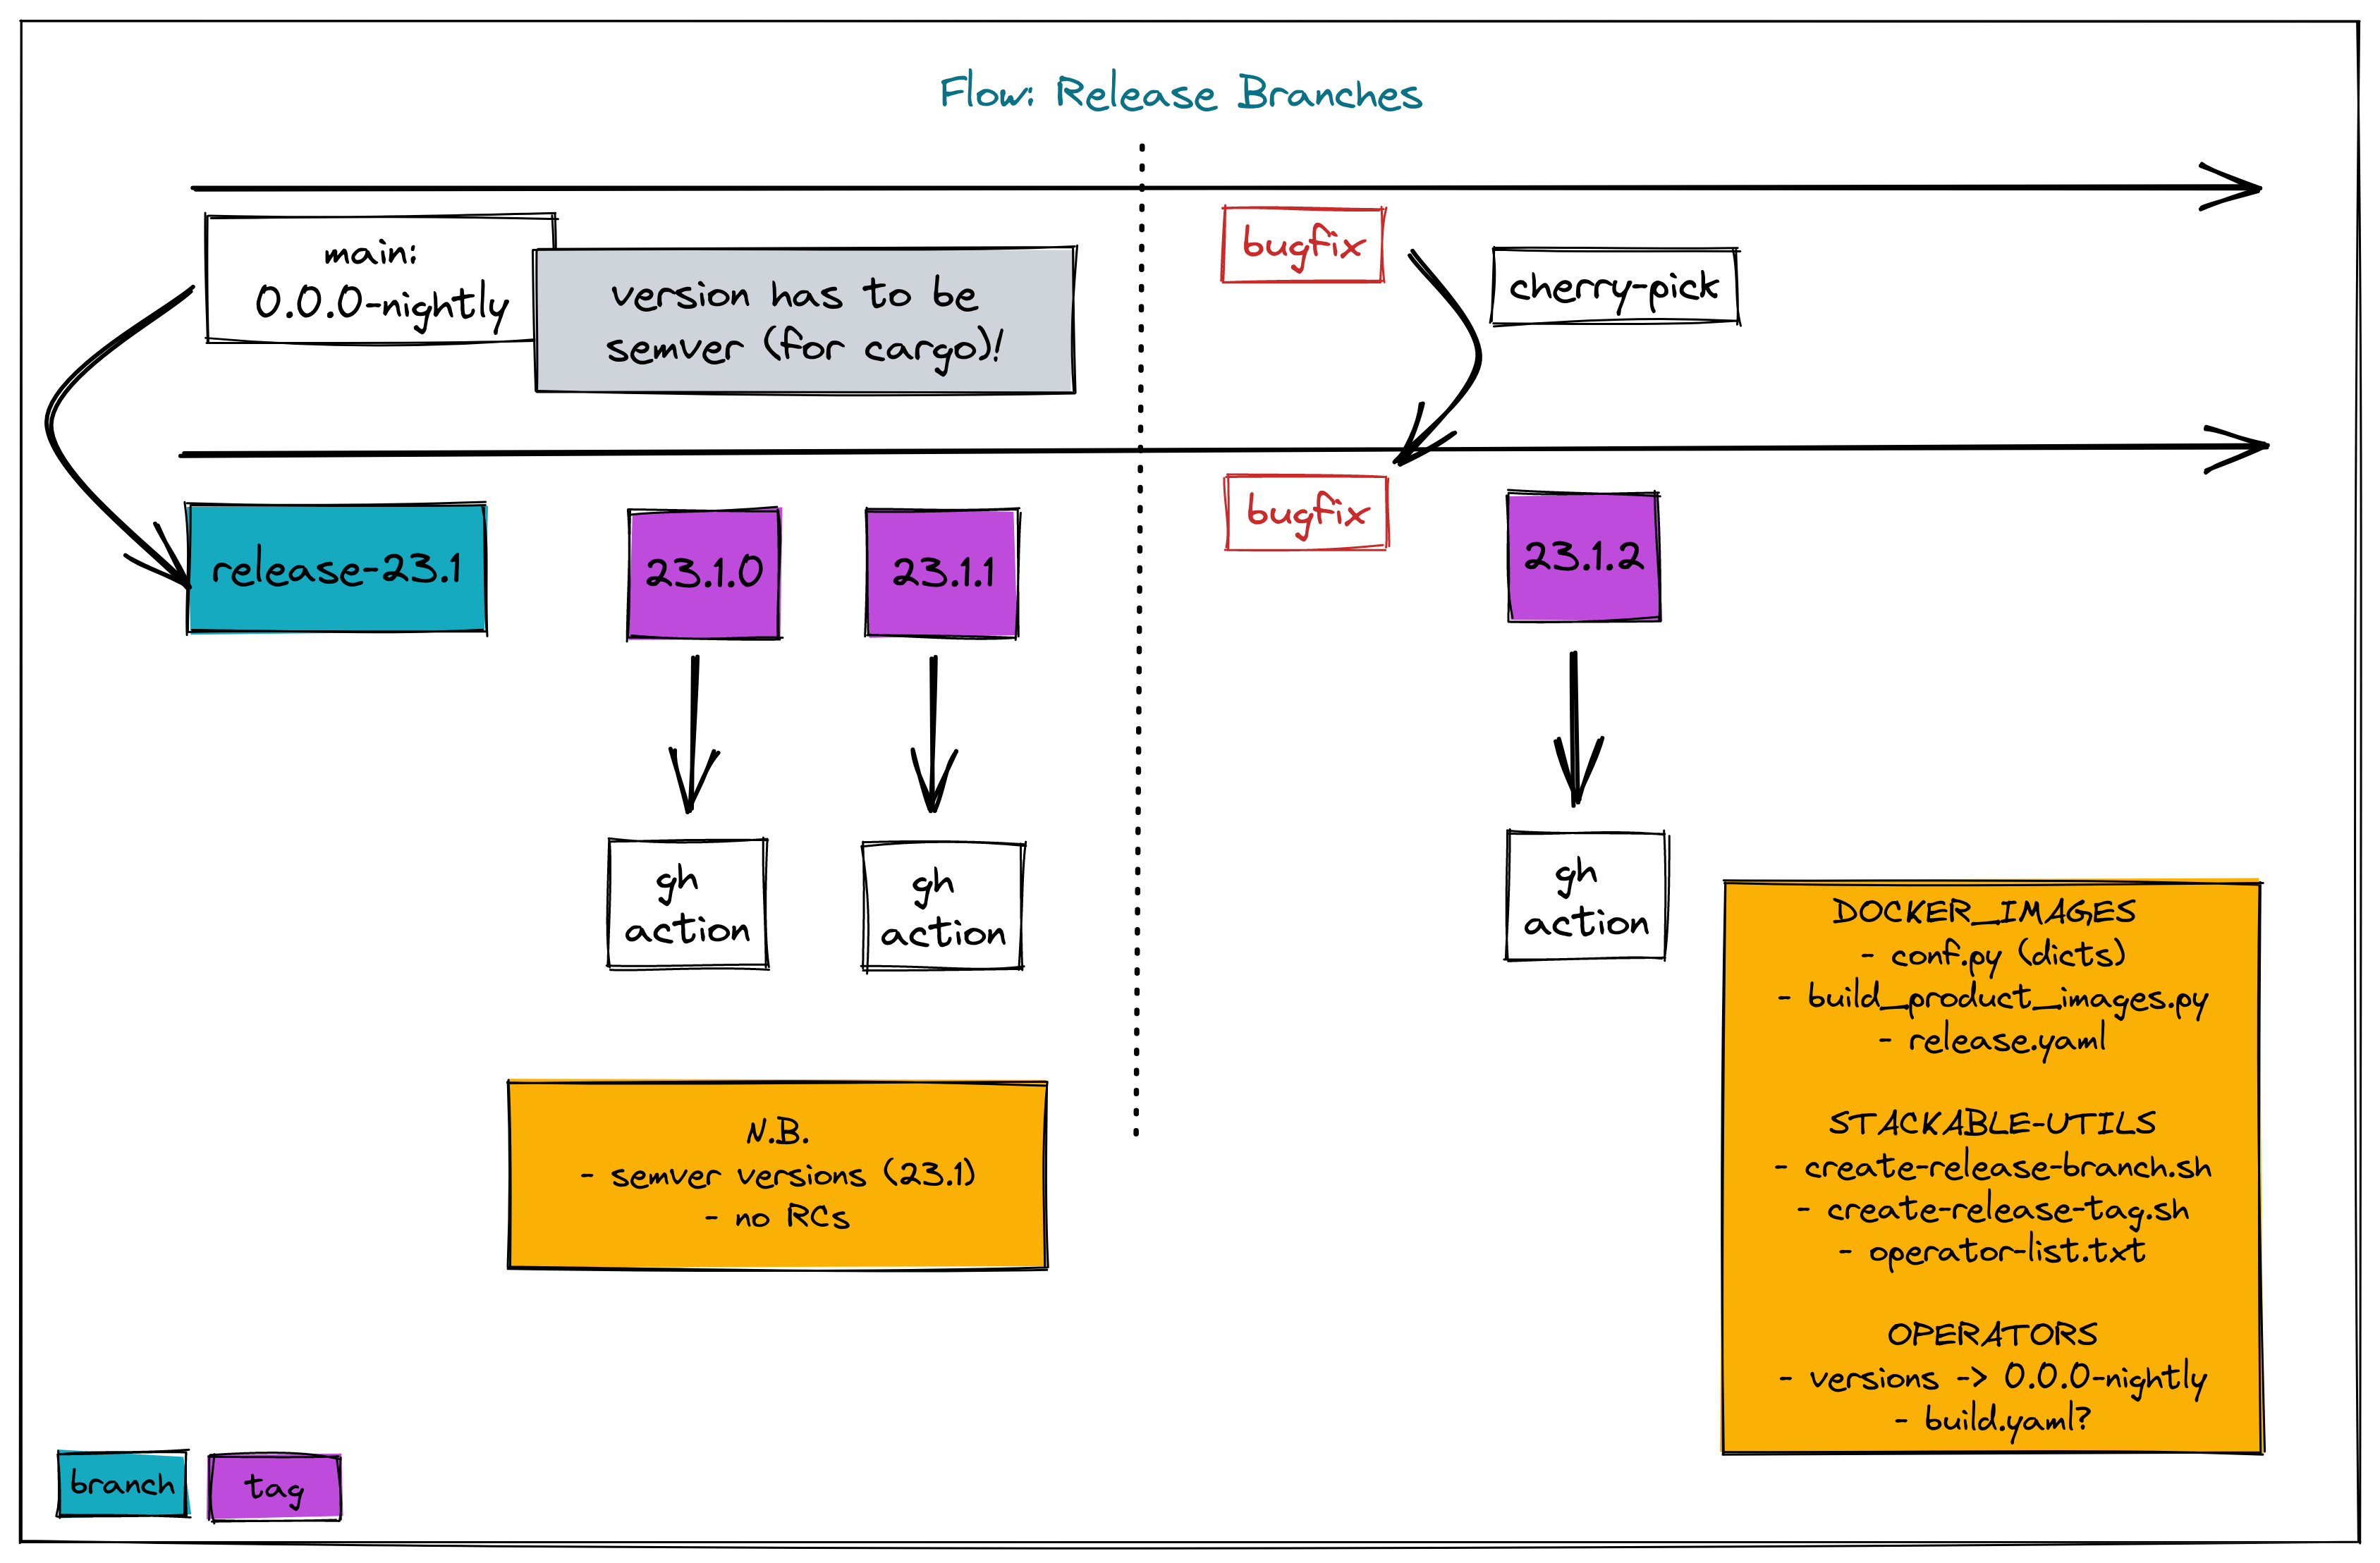 Flow: Release Branches
main:
0.0.0-nightly
version has to be
semver (for cargo)!
bugfix
cherry-pick
release-23.1
23.1.0
23.1.1
bugfix
23.1.2
gh
action
gh
action
gh
action
N.B.
- semver versions (23.1)
- no RCs
DOCKER_IMAGES
- conf.py (dicts)
- build_product_images.py
- release.yaml
STACKABLE-UTILS
- create-release-branch.sh
- create-release-tag.sh
- operator-list.txt
OPERATORS
- versions -> 0.0.0-nightly
- build.yaml?
branch
tag